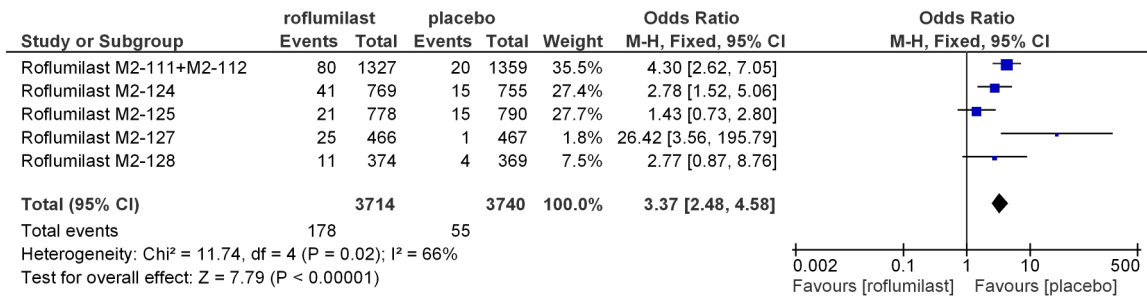 roflumilast placebo Odds Ratio Odds Ratio
Study or Subgroup Events Total Events Total Weight M-H, Fixed, 95% CI M-H, Fixed, 95% CI
Roflumilast M2-111+M2-112 80 1327 20 1359 35.5% 4.30 [2.62, 7.05]
Roflumilast M2-124 41 769 15 755 27.4% 2.78 [1.52, 5.06]
Roflumilast M2-125 21 778 15 790 27.7% 1.43 [0.73, 2.80]
Roflumilast M2-127 25 466 1 467 1.8% 26.42 [3.56, 195.79]
Roflumilast M2-128 11 374 4 369 7.5% 2.77 [0.87, 8.76]
Total (95% CI) 3714 3740 100.0% 3.37 [2.48, 4.58]
Total events 178 55
Heterogeneity: Chi² = 11.74, df = 4 (P = 0.02); I² = 66%
Test for overall effect: Z = 7.79 (P < 0.00001)
0.002 0.1 1 10 500
Favours [roflumilast] Favours [placebo]